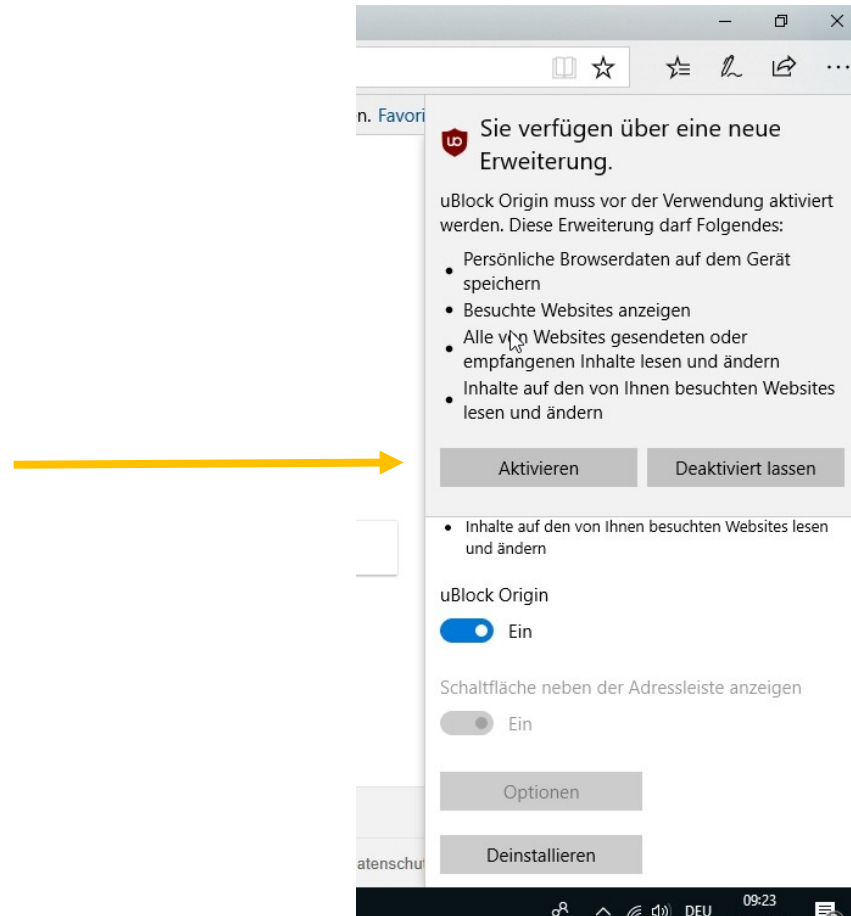 n. Favori
Sie verfügen über eine neue
Erweiterung.
uBlock Origin muss vor der Verwendung aktiviert
werden. Diese Erweiterung darf Folgendes:
• Persönliche Browserdaten auf dem Gerät
speichern
• Besuchte Websites anzeigen
• Alle von Websites gesendeten oder
empfangenen Inhalte lesen und ändern
• Inhalte auf den von Ihnen besuchten Websites
lesen und ändern
Aktivieren
Deaktiviert lassen
• Inhalte auf den von Ihnen besuchten Websites lesen
und ändern
uBlock Origin
Ein
Schaltfläche neben der Adressleiste anzeigen
Ein
Optionen
Deinstallieren
atenschu
DEU
09:23